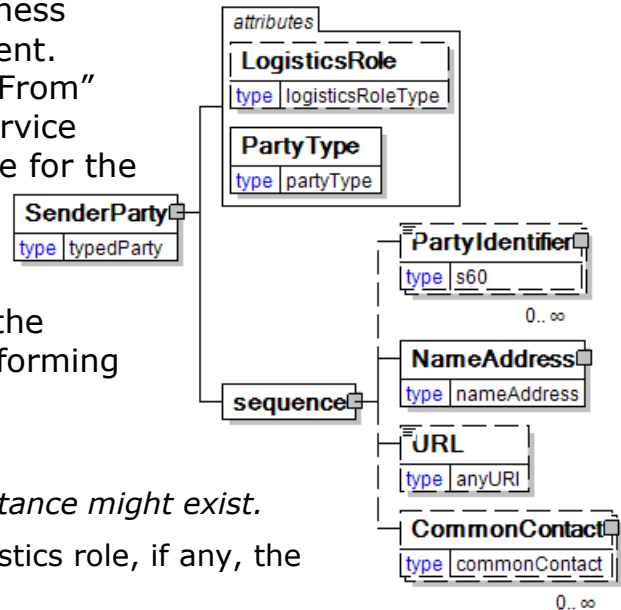 ness
ent.
From”
rvice
e for the
the
forming
tance might exist.
stics role, if any, the
attributes
LogisticsRole
type logisticsRoleType
PartyType
type partyType
SenderParty
type typedParty
sequence
PartyIdentifier
type s60
0.. ∞
NameAddress
type nameAddress
URL
type anyURI
CommonContact
type commonContact
0.. ∞